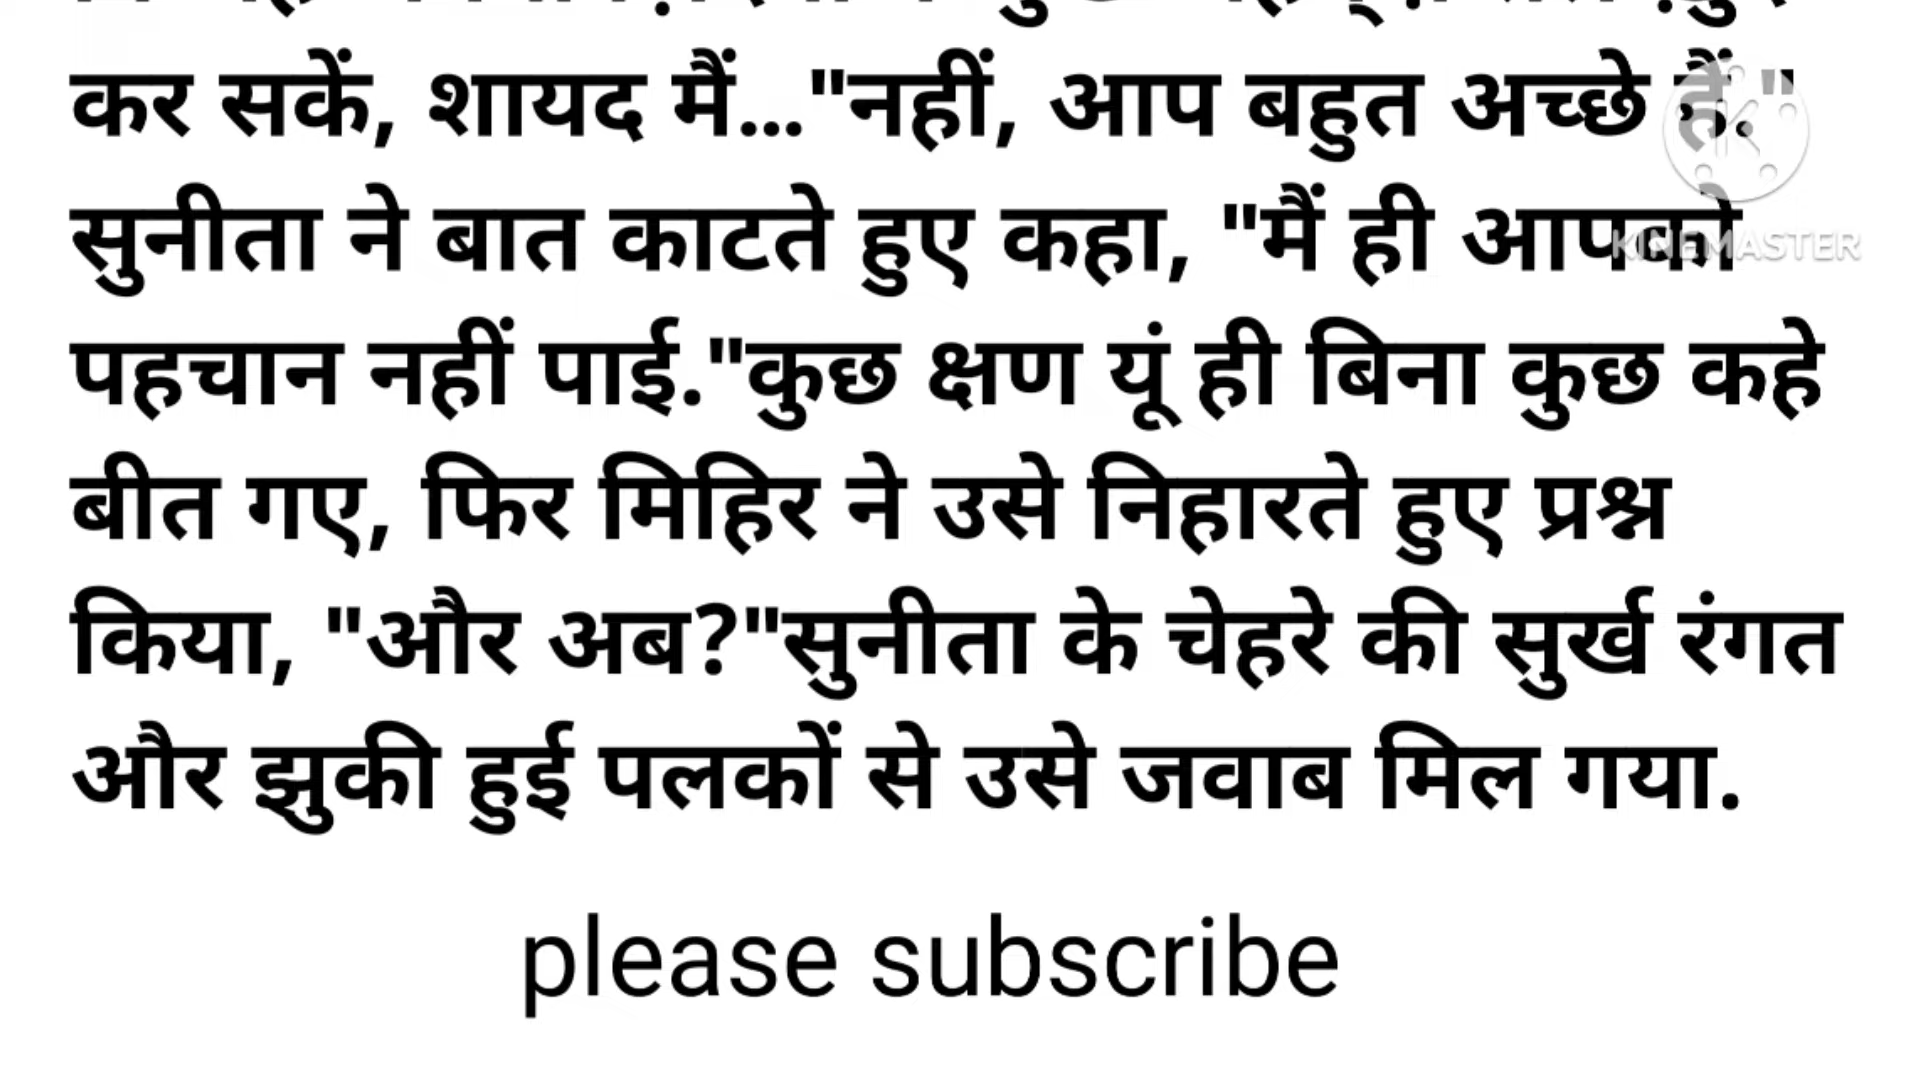 कर सकें, शायद मैं..."नहीं, आप बहुत अच्छे हैं."
सुनीता ने बात काटते हुए कहा, "मैं ही आपको
KINEMASTER
पहचान नहीं पाई."कुछ क्षण यूं ही बिना कुछ कहे
बीत गए, फिर मिहिर ने उसे निहारते हुए प्रश्न
किया, "और अब?"सुनीता के चेहरे की सुर्ख रंगत
और झुकी हुई पलकों से उसे जवाब मिल गया.
please subscribe